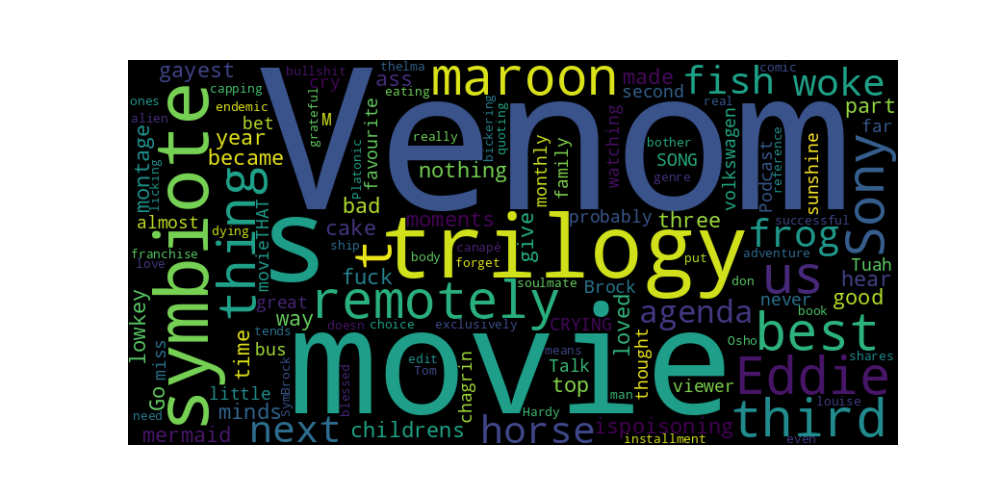 gayest
bullshit
cry
thelma
ass
maroon
made
second
fish
comic
woke
ones
alien
capping
endemic
bet
year
became
grateful
M
eating
favourite
Platonic
Venom
really
nothing
bickering
quoting
monthly
family
watching
bother
SONG
genre
volkswagen
Podcast
real
reference
sunshine
part
far
Sony
montage
licking
symbiote
thing
movieTHAT
almost
dying
franchise
love
s
bad
cake
ship
t
moments
trilogy
body
canapé
forget
give
soulmate
probably
three
put
don
successful
frog
adventure
us
never
Tuah
hear
good
book
fuck
remotely
Brock
agenda
great
way
doesn
choice
exclusively
CRYING
loved
best
Osho
shares
lowkey
miss
Go
time
tends
bus
movie
edit
Tom
means
Talk
top
man
thought
viewer
Eddie
louise
need
little
minds
SymBrock
blessed
chagrin
Hardy
third
mermaid
next
childrens
horse
ispoisoning
installment
even